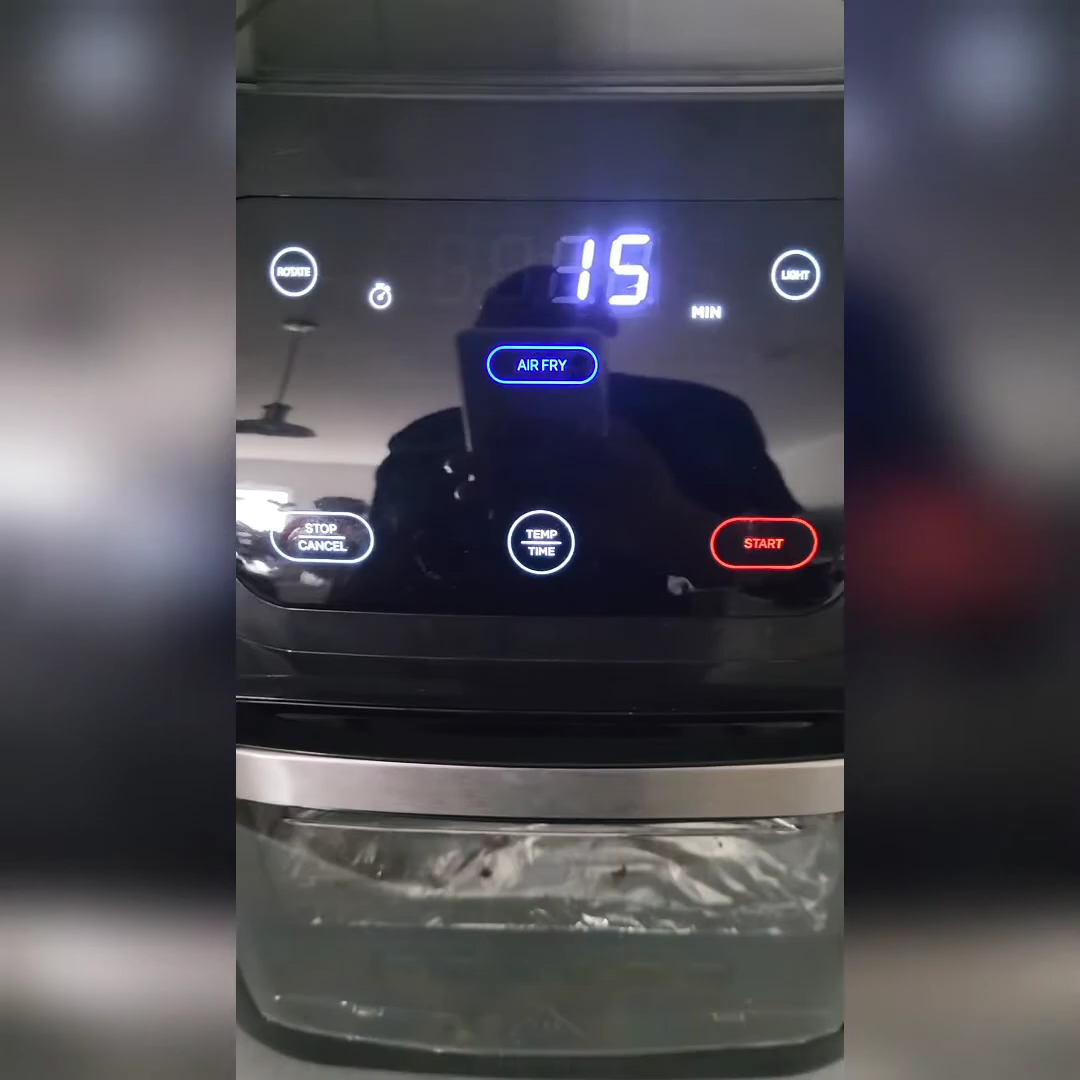 15
ROTATE
LIGHT
MIN
AIR FRY
STOP
CANCEL
TEMP
TIME
START